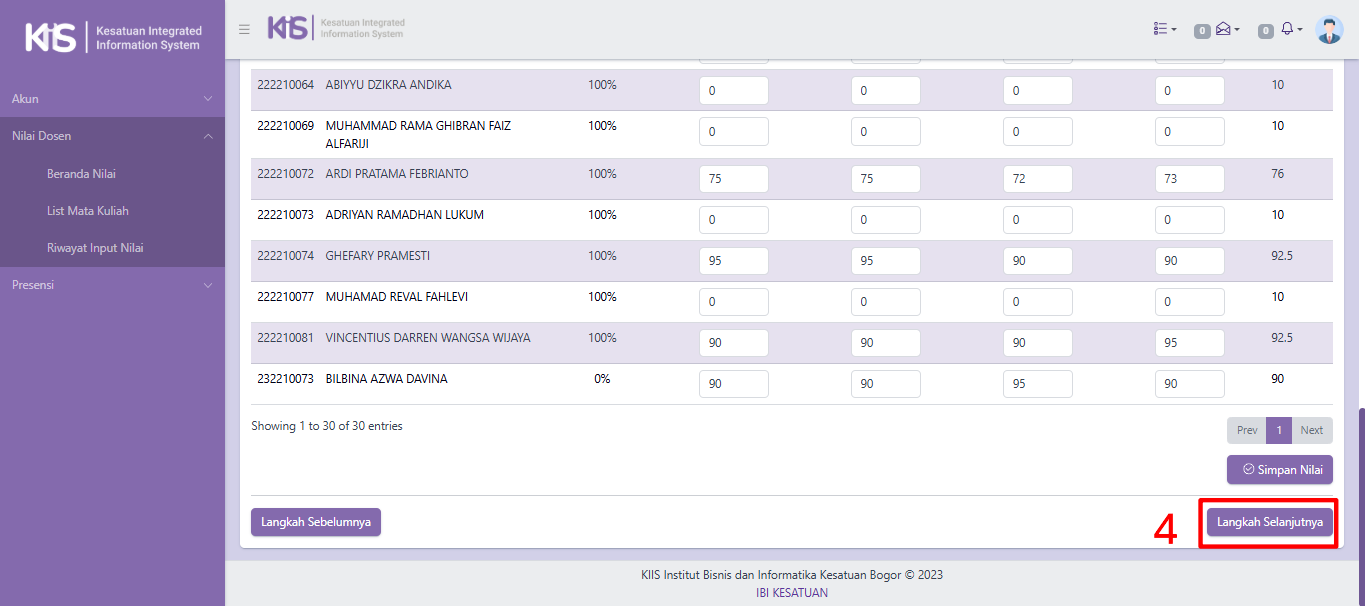 KIIS
Kesatuan Integrated
Information System
KIIS
Kesatuan Integrated
Information System
0
0
Akun
Nilai Dosen
Beranda Nilai
List Mata Kuliah
Riwayat Input Nilai
Presensi
222210064 ABIYYU DZIKRA ANDIKA 100% 0 0 0 0 10
222210069 MUHAMMAD RAMA GHIBRAN FAIZ 100% 0 0 0 0 10
ALFARIJI
222210072 ARDI PRATAMA FEBRIANTO 100% 75 75 72 73 76
222210073 ADRIYAN RAMADHAN LUKUM 100% 0 0 0 0 10
222210074 GHEFARY PRAMESTI 100% 95 95 90 90 92.5
222210077 MUHAMAD REVAL FAHLEVI 100% 0 0 0 0 10
222210081 VINCENTIUS DARREN WANGSA WIJAYA 100% 90 90 90 95 92.5
232210073 BILBINA AZWA DAVINA 0% 90 90 95 90 90
Showing 1 to 30 of 30 entries
Prev 1 Next
Simpan Nilai
Langkah Sebelumnya
4
Langkah Selanjutnya
KIIS Institut Bisnis dan Informatika Kesatuan Bogor © 2023
IBI KESATUAN